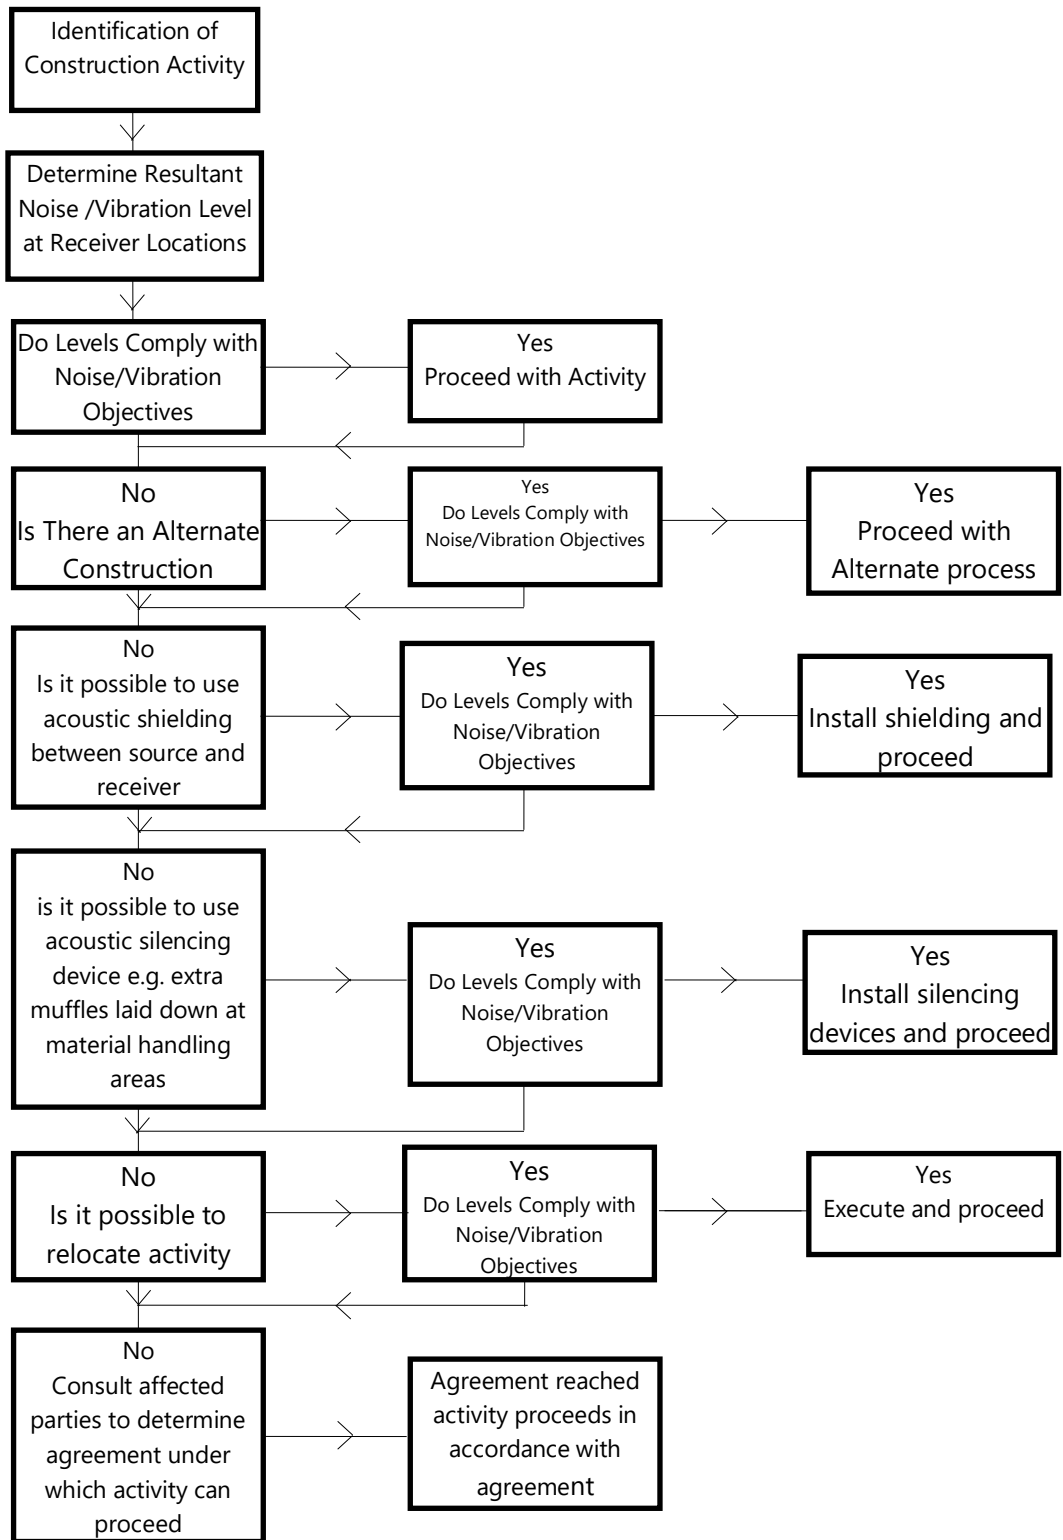 Identification of
Construction Activity
Determine Resultant
Noise /Vibration Level
at Receiver Locations
Do Levels Comply with
Noise/Vibration
Objectives
Yes
Proceed with Activity
No
Is There an Alternate
Construction
Yes
Do Levels Comply with
Noise/Vibration Objectives
Yes
Proceed with
Alternate process
No
Is it possible to use
acoustic shielding
between source and
receiver
Yes
Do Levels Comply with
Noise/Vibration
Objectives
Yes
Install shielding and
proceed
No
is it possible to use
acoustic silencing
device e.g. extra
muffles laid down at
material handling
areas
Yes
Do Levels Comply with
Noise/Vibration
Objectives
Yes
Install silencing
devices and proceed
No
Is it possible to
relocate activity
Yes
Do Levels Comply with
Noise/Vibration
Objectives
Yes
Execute and proceed
No
Consult affected
parties to determine
agreement under
which activity can
proceed
Agreement reached
activity proceeds in
accordance with
agreement